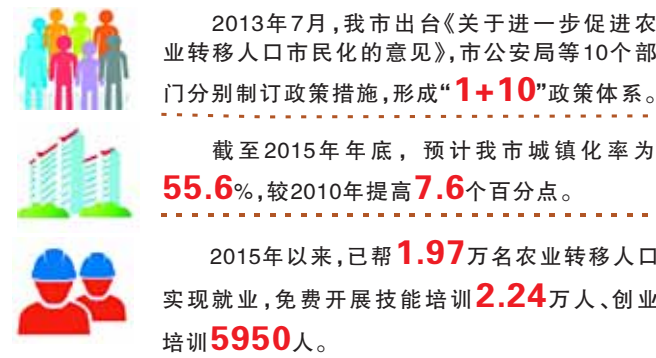 2013年7月,我市出台《关于进一步促进农
业转移人口市民化的意见》,市公安局等10个部
门分别制订政策措施,形成“1+10”政策体系。
截至2015年年底，预计我市城镇化率为
55.6%,较2010年提高7.6个百分点。
2015年以来,已帮1.97万名农业转移人口
实现就业,免费开展技能培训2.24万人、创业
培训5950人。